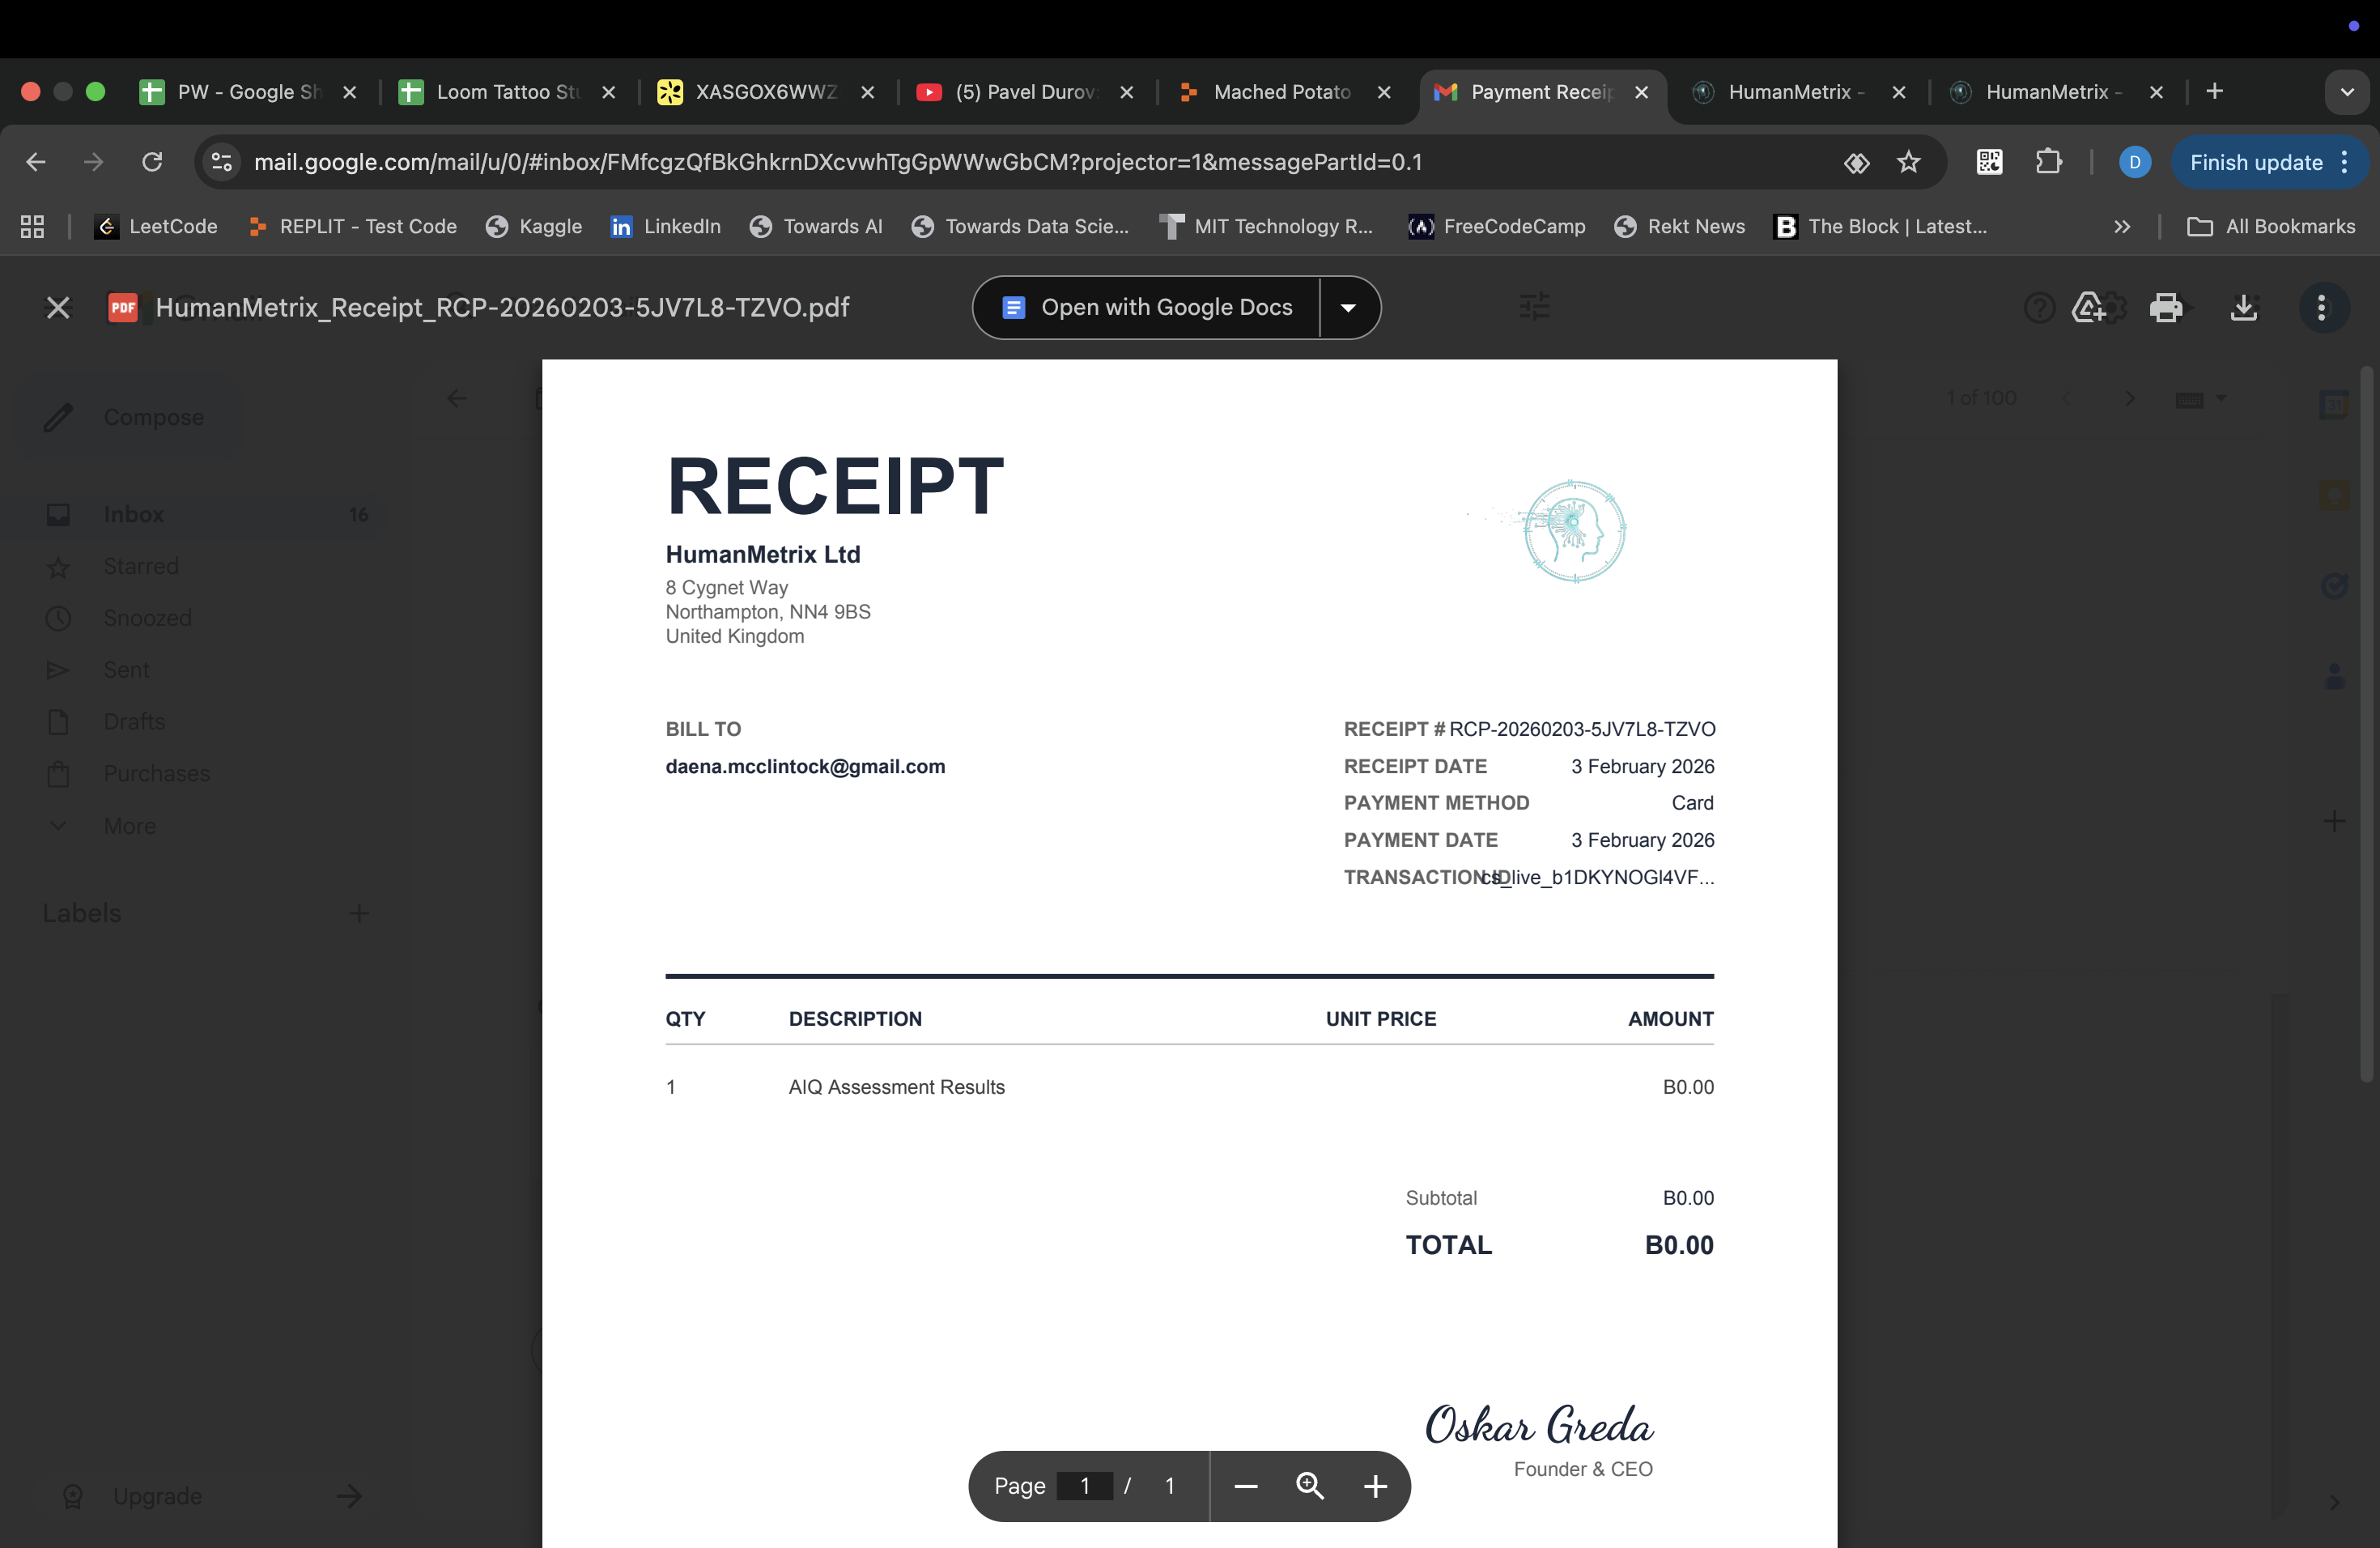 PW - Google Sh
Loom Tattoo Stu
XASGOX6WWZ
(5) Pavel Durov:
Mached Potato
Payment Receip
HumanMetrix -
HumanMetrix -
mail.google.com/mail/u/0/#inbox/FMfcgzQfBkGhkrnDXcvwhTgGpWWwGbCM?projector=1&messagePartId=0.1
D
Finish update
LeetCode
REPLIT - Test Code
Kaggle
LinkedIn
Towards AI
Towards Data Scie...
MIT Technology R...
FreeCodeCamp
Rekt News
The Block | Latest...
All Bookmarks
PDF
HumanMetrix_Receipt_RCP-20260203-5JV7L8-TZVO.pdf
Open with Google Docs
Compose
1 of 100
Inbox 16
Starred
Snoozed
Sent
Drafts
Purchases
More
Labels
Upgrade
RECEIPT
HumanMetrix Ltd
8 Cygnet Way
Northampton, NN4 9BS
United Kingdom
BILL TO
daena.mcclintock@gmail.com
RECEIPT # RCP-20260203-5JV7L8-TZVO
RECEIPT DATE 3 February 2026
PAYMENT METHOD Card
PAYMENT DATE 3 February 2026
TRANSACTION ID cs_live_b1DKYNOGl4VF...
QTY DESCRIPTION UNIT PRICE AMOUNT
1 AIQ Assessment Results B0.00
Subtotal B0.00
TOTAL B0.00
Oskar Greda
Founder & CEO
Page 1 / 1